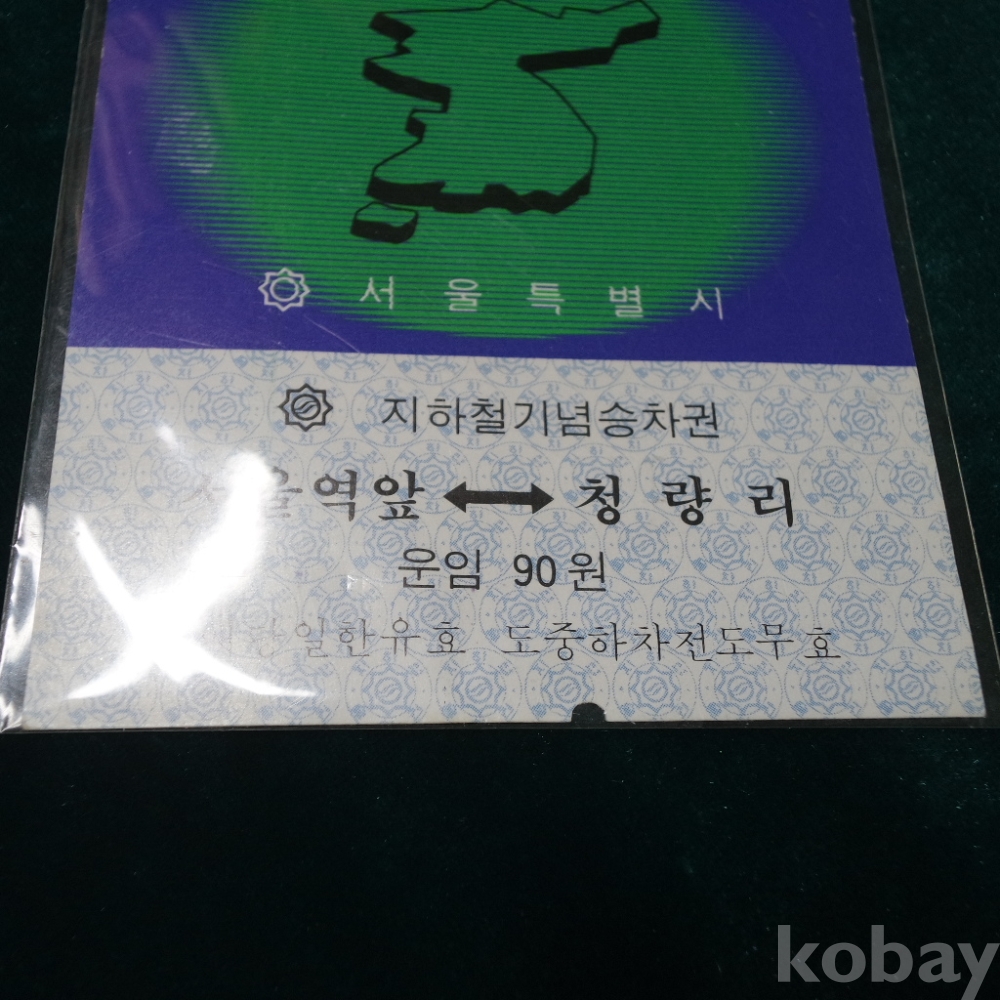 서울특별시
지하철기념승차권
울역앞 ↔ 청량리
운임 90원
일한유효 도중하차전도무효
kobay